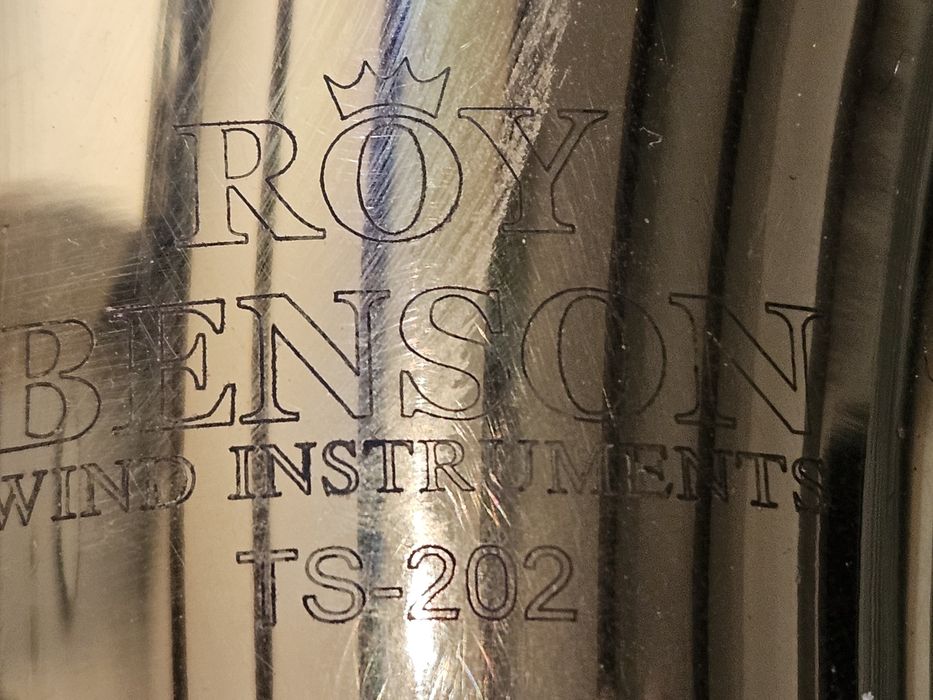 ROY
BENSON
WIND INSTRUMENTS
TS-202